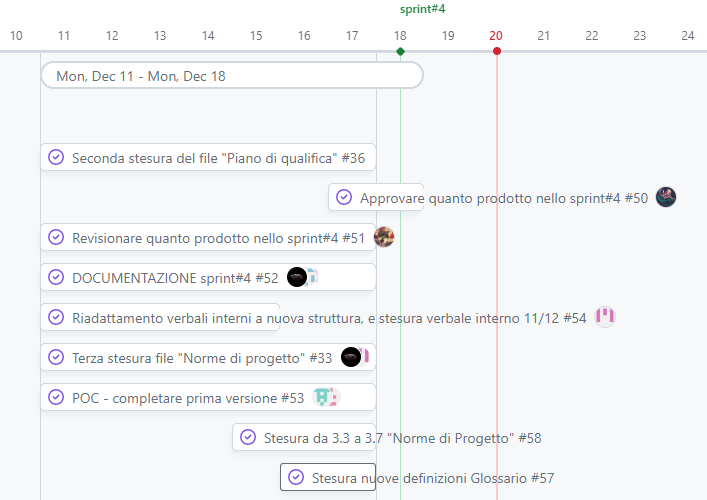 sprint#4
10 11 12 13 14 15 16 17 18 19 20 21 22 23 24
Mon, Dec 11 - Mon, Dec 18
Seconda stesura del file "Piano di qualifica" #36
Approvare quanto prodotto nello sprint#4 #50
Revisionare quanto prodotto nello sprint#4 #51
DOCUMENTAZIONE sprint#4 #52
Riadattamento verbali interni a nuova struttura, e stesura verbale interno 11/12 #54
Terza stesura file "Norme di progetto" #33
POC - completare prima versione #53
Stesura da 3.3 a 3.7 "Norme di Progetto" #58
Stesura nuove definizioni Glossario #57